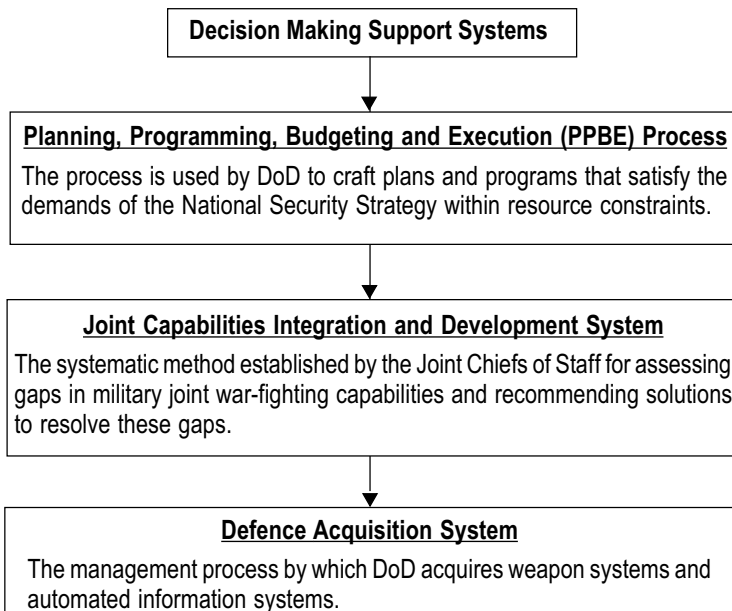 Decision Making Support Systems
Planning, Programming, Budgeting and Execution (PPBE) Process
The process is used by DoD to craft plans and programs that satisfy the
demands of the National Security Strategy within resource constraints.
Joint Capabilities Integration and Development System
The systematic method established by the Joint Chiefs of Staff for assessing
gaps in military joint war-fighting capabilities and recommending solutions
to resolve these gaps.
Defence Acquisition System
The management process by which DoD acquires weapon systems and
automated information systems.